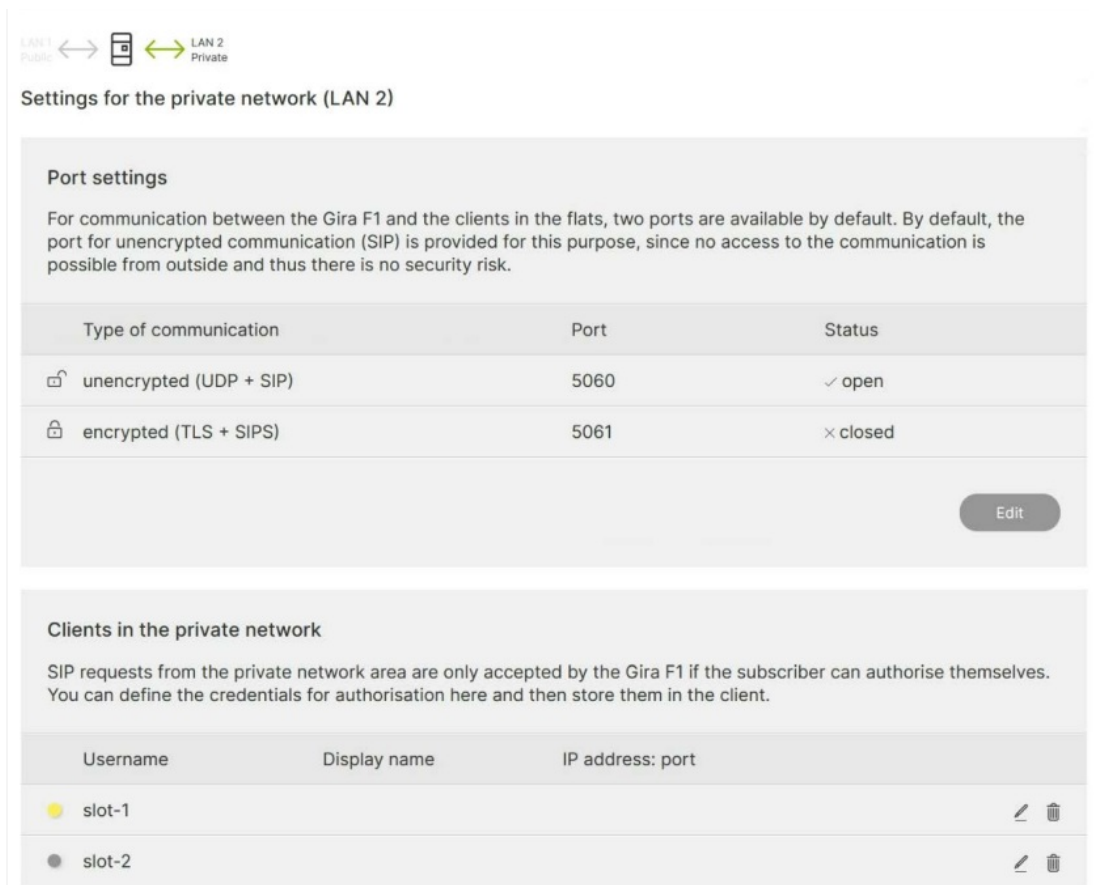 LAN 1
Public
LAN 2
Private
Settings for the private network (LAN 2)
Port settings
For communication between the Gira F1 and the clients in the flats, two ports are available by default. By default, the
port for unencrypted communication (SIP) is provided for this purpose, since no access to the communication is
possible from outside and thus there is no security risk.
Type of communication Port Status
unencrypted (UDP + SIP) 5060 open
encrypted (TLS + SIPS) 5061 closed
Edit
Clients in the private network
SIP requests from the private network area are only accepted by the Gira F1 if the subscriber can authorise themselves.
You can define the credentials for authorisation here and then store them in the client.
Username Display name IP address: port
slot-1
slot-2